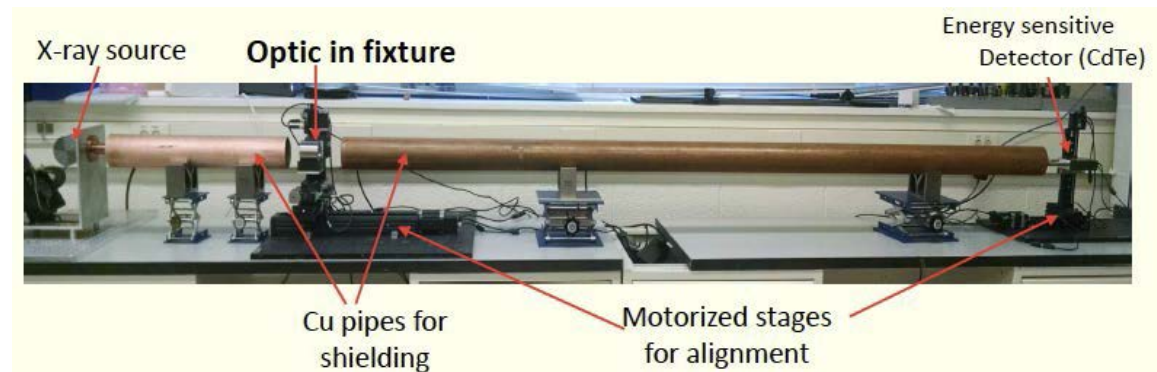 X-ray source
Optic in fixture
Energy sensitive
Detector (CdTe)
Cu pipes for
shielding
Motorized stages
for alignment